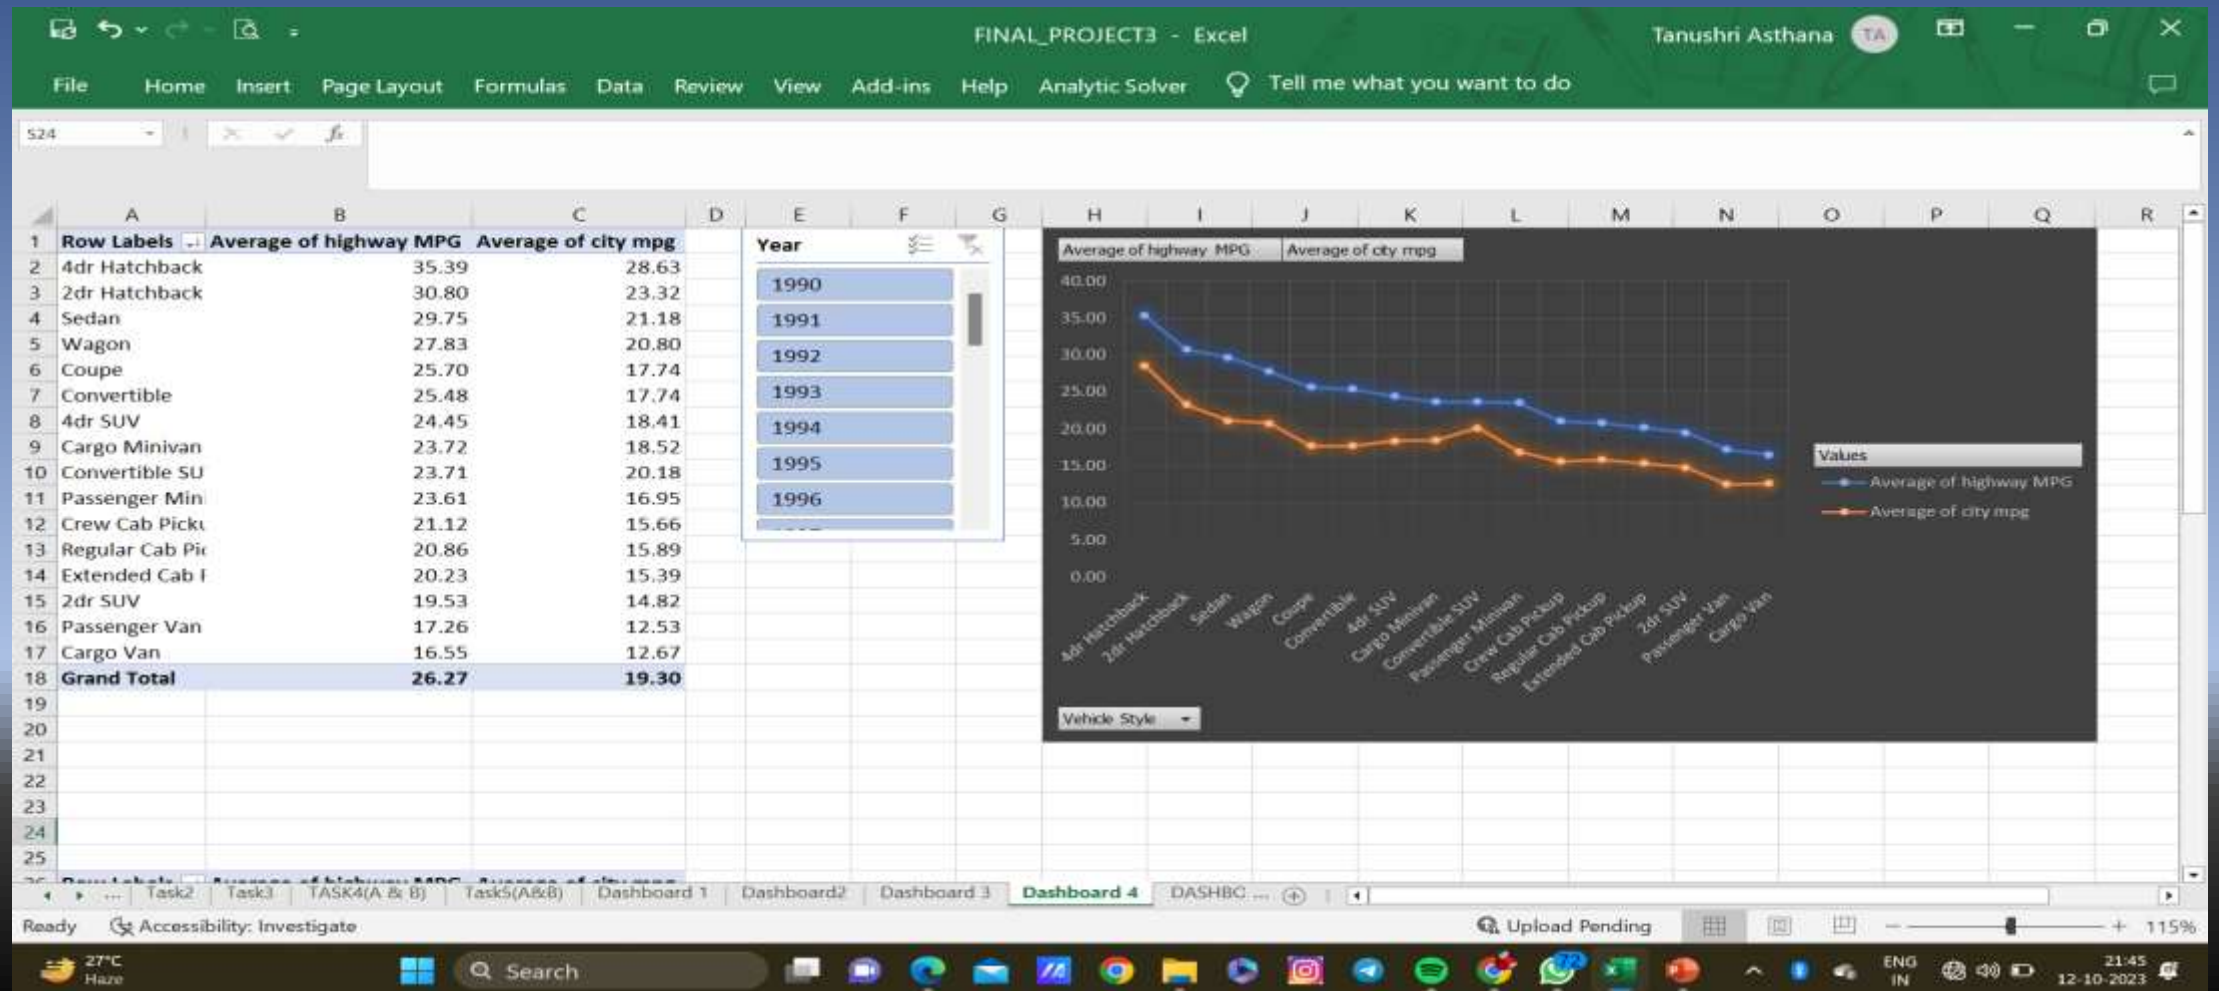 FINAL_PROJECT3 - Excel
Tanushri Asthana TA
File Home Insert Page Layout Formulas Data Review View Add-ins Help Analytic Solver Tell me what you want to do
S24 fx
A B C D E F G H I J K L M N O P Q R
1 Row Labels Average of highway MPG Average of city mpg
2 4dr Hatchback 35.39 28.63
3 2dr Hatchback 30.80 23.32
4 Sedan 29.75 21.18
5 Wagon 27.83 20.80
6 Coupe 25.70 17.74
7 Convertible 25.48 17.74
8 4dr SUV 24.45 18.41
9 Cargo Minivan 23.72 18.52
10 Convertible SU 23.71 20.18
11 Passenger Min 23.61 16.95
12 Crew Cab Picku 21.12 15.66
13 Regular Cab Pic 20.86 15.89
14 Extended Cab P 20.23 15.39
15 2dr SUV 19.53 14.82
16 Passenger Van 17.26 12.53
17 Cargo Van 16.55 12.67
18 Grand Total 26.27 19.30
19
20
21
22
23
24
25
Year
1990
1991
1992
1993
1994
1995
1996
Average of highway MPG Average of city mpg
40.00
35.00
30.00
25.00
20.00
15.00
10.00
5.00
0.00
4dr Hatchback
2dr Hatchback
Sedan
Wagon
Coupe
Convertible
4dr SUV
Cargo Minivan
Convertible SUV
Passenger Minivan
Crew Cab Pickup
Regular Cab Pickup
Extended Cab Pickup
2dr SUV
Passenger Van
Cargo Van
Values
Average of highway MPG
Average of city mpg
Vehicle Style
... Task2 Task3 TASK4(A & B) Task5(A&B) Dashboard 1 Dashboard2 Dashboard 3 Dashboard 4 DASHBC ...
Ready Accessibility: Investigate Upload Pending 115%
27°C
Haze
Search
72
ENG
IN
21:45
12-10-2023